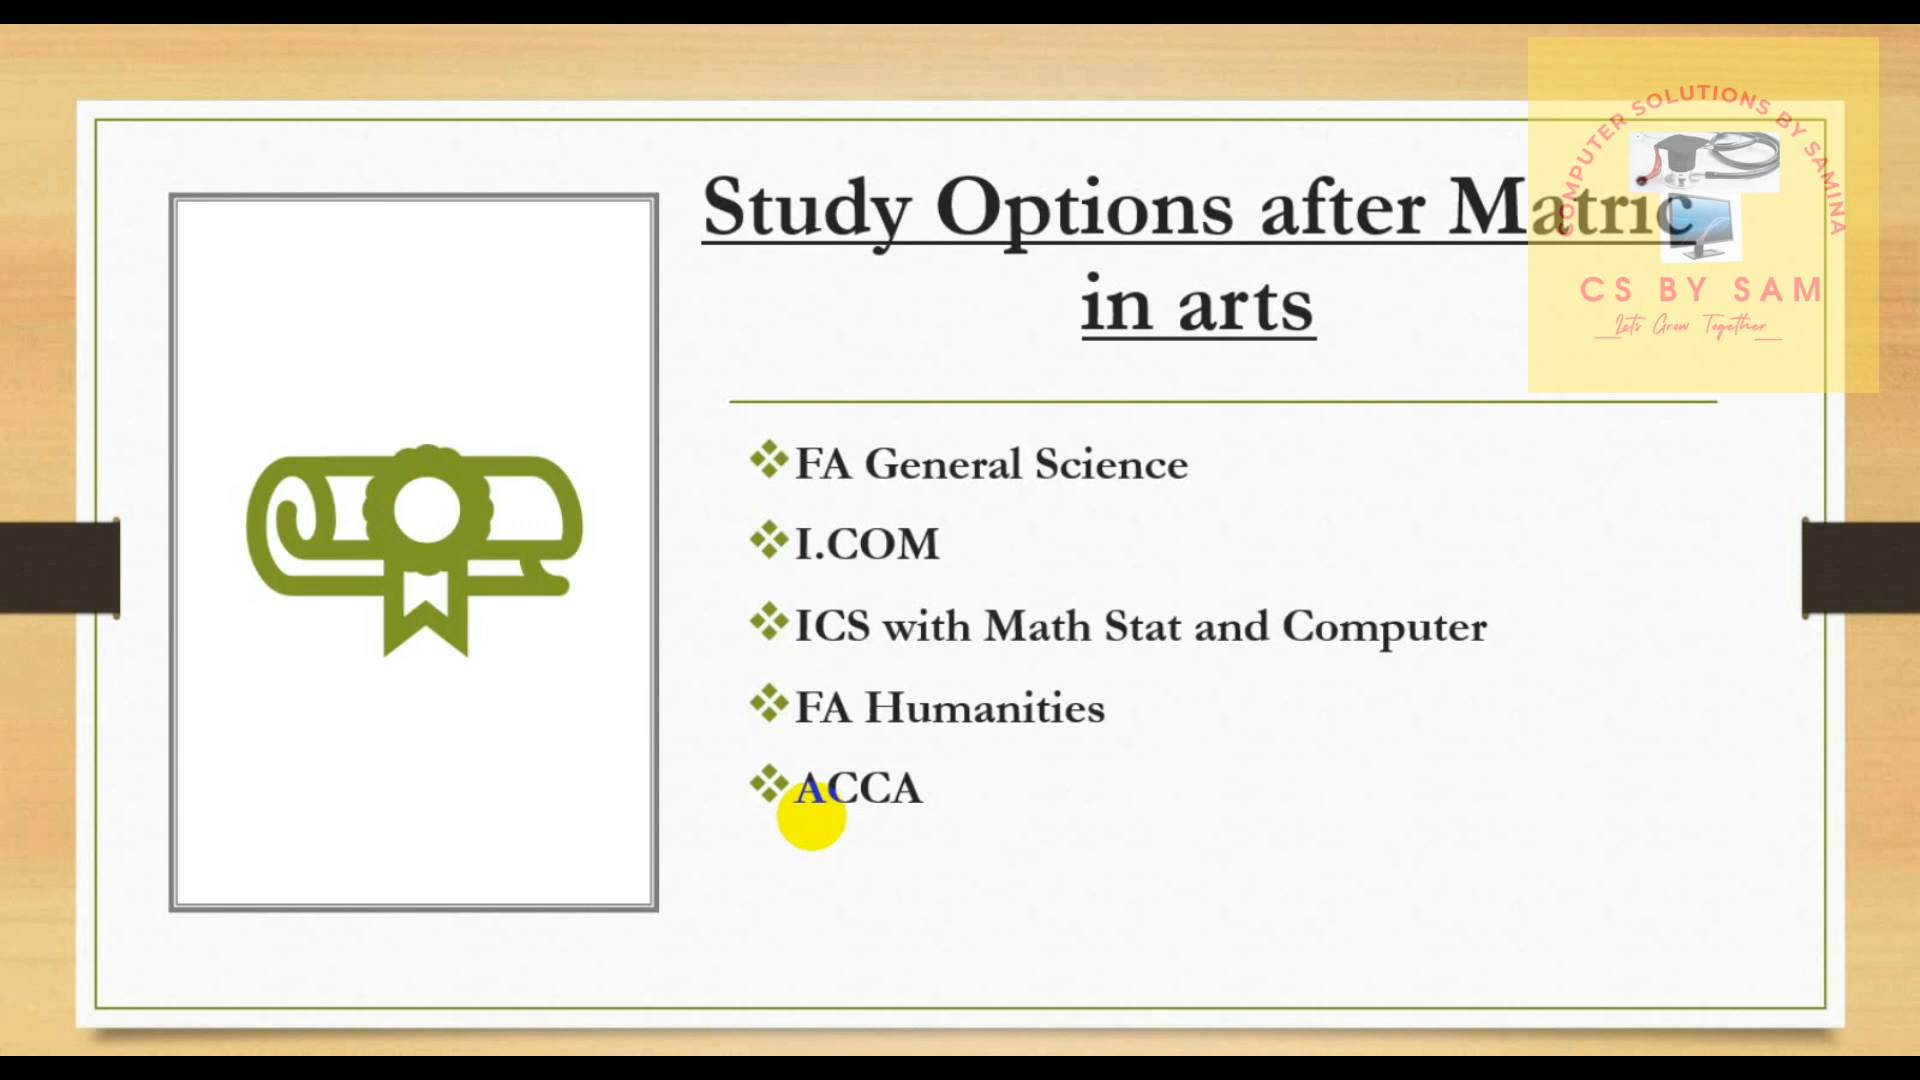 COMPUTER SOLUTIONS BY SAMINA
Study Options after Matric
in arts
CS BY SAM
Let's Grow Together
FA General Science
I.COM
ICS with Math Stat and Computer
FA Humanities
ACCA